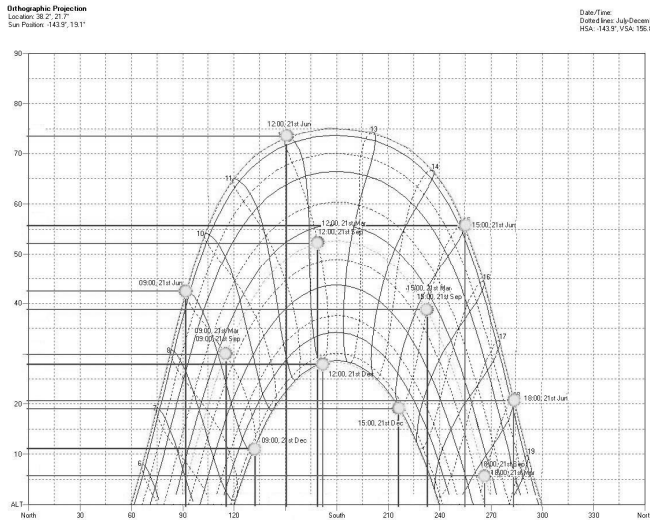 Orthographic Projection
Location: 38.2°, 21.7°
Sun Position: -143.9°, 19.1°
Date/Time:
Dotted lines: July-Decem
HSA: -143.9°, VSA: 156.
90
80
70
60
50
40
30
20
10
ALT
12:00, 21st Jun
13
14
11
12:00, 21st Mar
12:00, 21st Sep
15:00, 21st Jun
10
09:00, 21st Jun
16
15:00, 21st Mar
15:00, 21st Sep
09:00, 21st Mar
09:00, 21st Sep
17
12:00, 21st Dec
18:00, 21st Jun
15:00, 21st Dec
09:00, 21st Dec
19
6
18:00, 21st Sep
18:00, 21st Mar
North
30
60
90
120
South
210
240
270
300
330
Nort